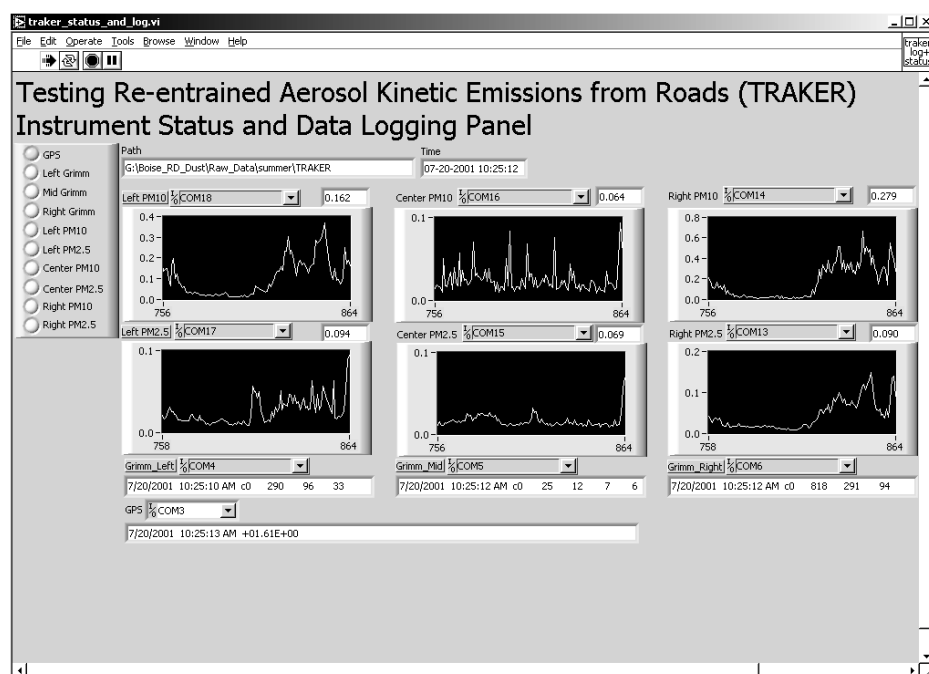 traker_status_and_log.vi
File Edit Operate Tools Browse Window Help
traker
log+
status
Testing Re-entrained Aerosol Kinetic Emissions from Roads (TRAKER)
Instrument Status and Data Logging Panel
GPS
Left Grimm
Mid Grimm
Right Grimm
Left PM10
Left PM2.5
Center PM10
Center PM2.5
Right PM10
Right PM2.5
Path
G:\Boise_RD_Dust\Raw_Data\summer\TRAKER
Time
07-20-2001 10:25:12
Left PM10 I/O COM18 0.162
0.4
0.3
0.2
0.1
0.0
756 864
Center PM10 I/O COM16 0.064
0.1
0.0
756 864
Right PM10 I/O COM14 0.279
0.8
0.6
0.4
0.2
0.0
756 864
Left PM2.5 I/O COM17 0.094
0.1
0.0
758 864
Center PM2.5 I/O COM15 0.069
0.1
0.0
756 864
Right PM2.5 I/O COM13 0.090
0.2
0.1
0.0
758 864
Grimm_Left I/O COM4
7/20/2001 10:25:10 AM c0 290 96 33
Grimm_Mid I/O COM5
7/20/2001 10:25:12 AM c0 25 12 7 6
Grimm_Right I/O COM6
7/20/2001 10:25:12 AM c0 818 291 94
GPS I/O COM3
7/20/2001 10:25:13 AM +01.61E+00